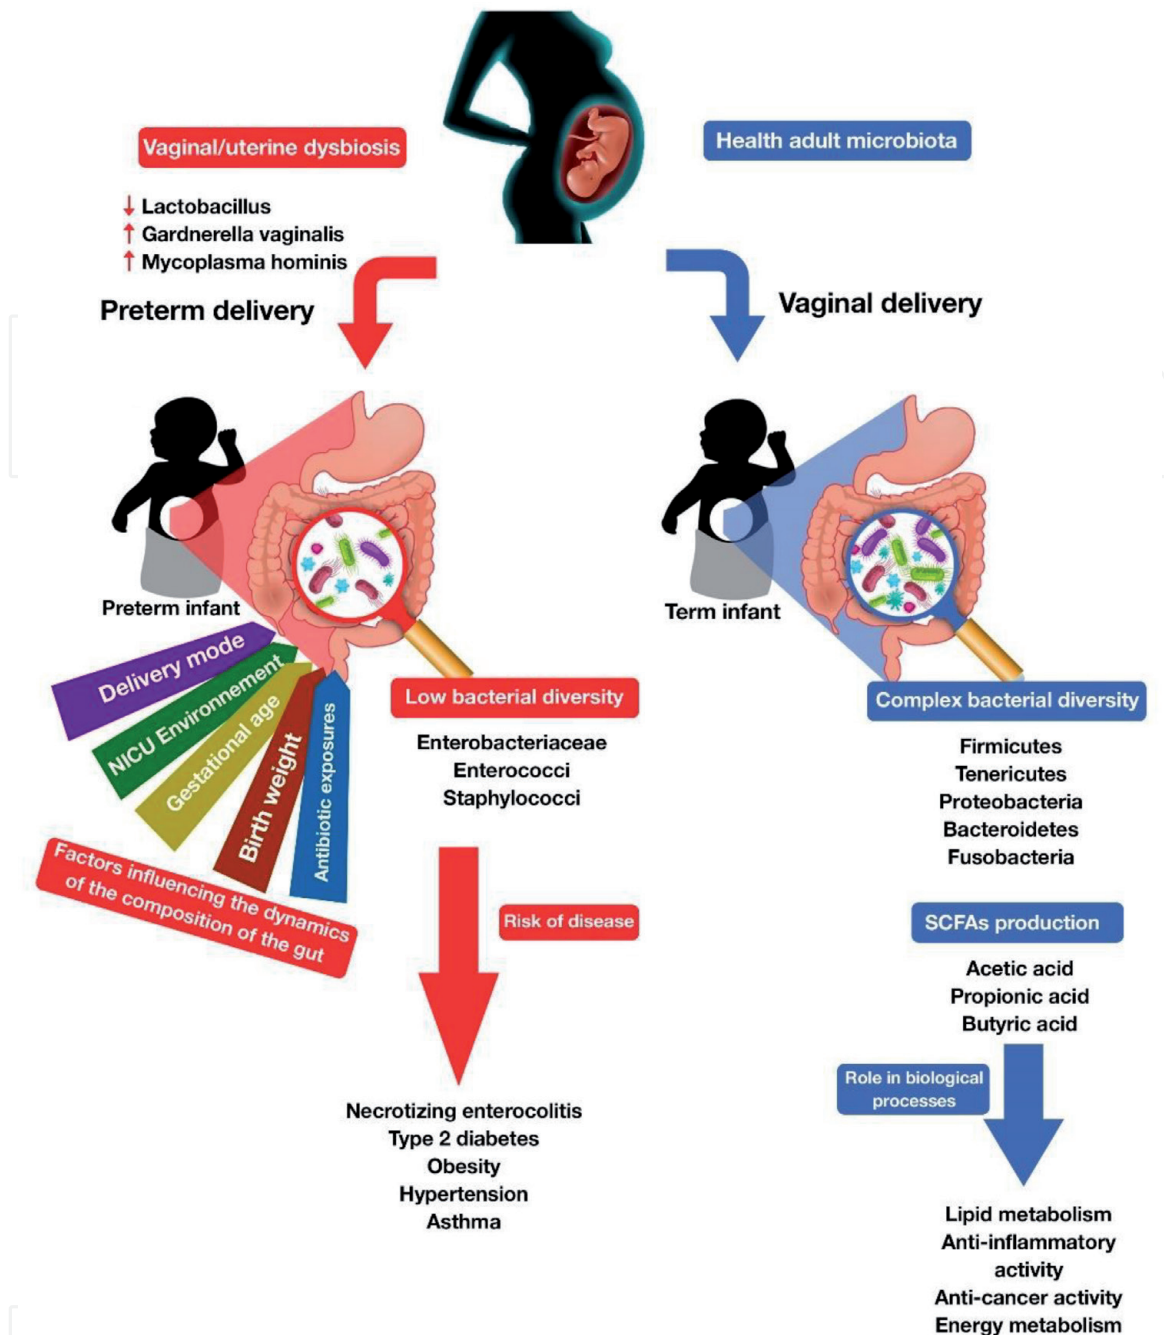 Vaginal/uterine dysbiosis
↓ Lactobacillus
↑ Gardnerella vaginalis
↑ Mycoplasma hominis
Preterm delivery
Health adult microbiota
Vaginal delivery
Preterm infant
Delivery mode
NICU Environnement
Gestational age
Birth weight
Antibiotic exposures
Factors influencing the dynamics
of the composition of the gut
Low bacterial diversity
Enterobacteriaceae
Enterococci
Staphylococci
Risk of disease
Necrotizing enterocolitis
Type 2 diabetes
Obesity
Hypertension
Asthma
Term infant
Complex bacterial diversity
Firmicutes
Tenericutes
Proteobacteria
Bacteroidetes
Fusobacteria
SCFAs production
Acetic acid
Propionic acid
Butyric acid
Role in biological
processes
Lipid metabolism
Anti-inflammatory
activity
Anti-cancer activity
Energy metabolism